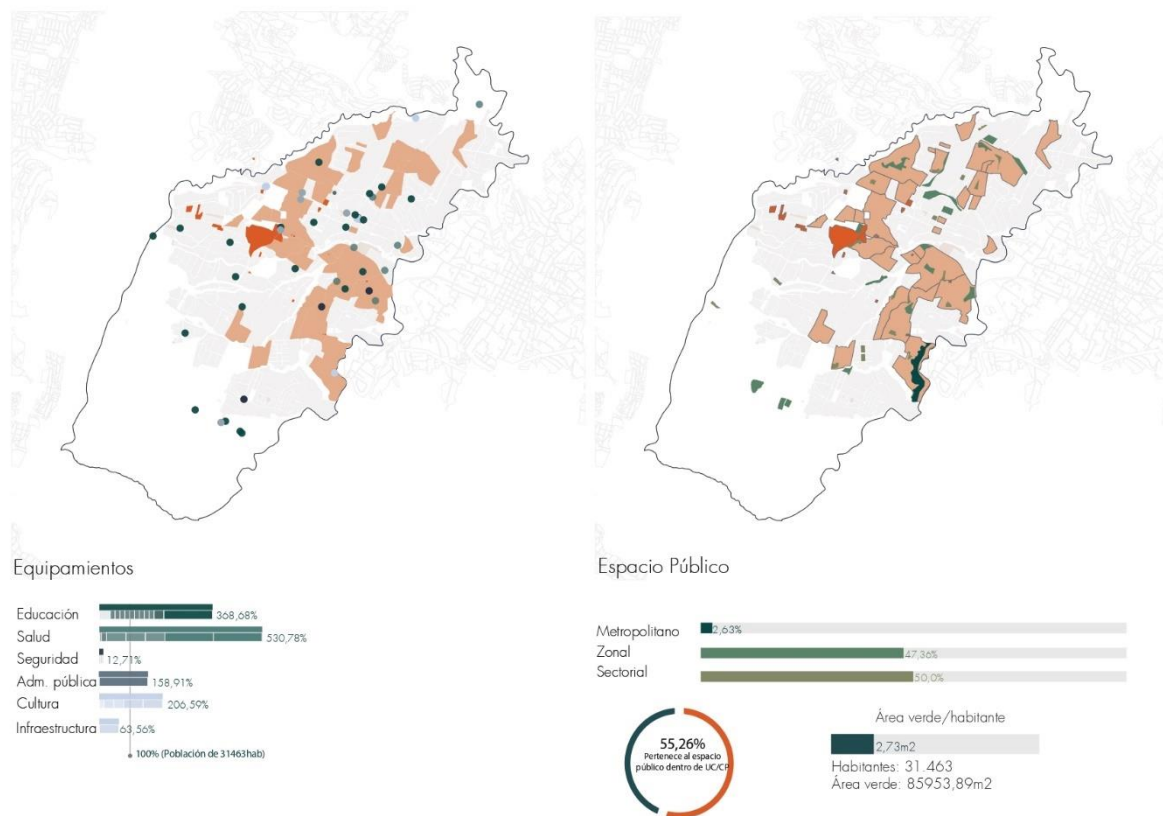 Equipamientos
Educación 368,68%
Salud 530,78%
Seguridad 12,71%
Adm. pública 158,91%
Cultura 206,59%
Infraestructura 63,56%
100% (Población de 31463hab)
Espacio Público
Metropolitano 2,63%
Zonal 47,36%
Sectorial 50,0%
55,26%
Pertenece al espacio
público dentro de UC/CP
Área verde/habitante
2,73m2
Habitantes: 31.463
Área verde: 85953,89m2